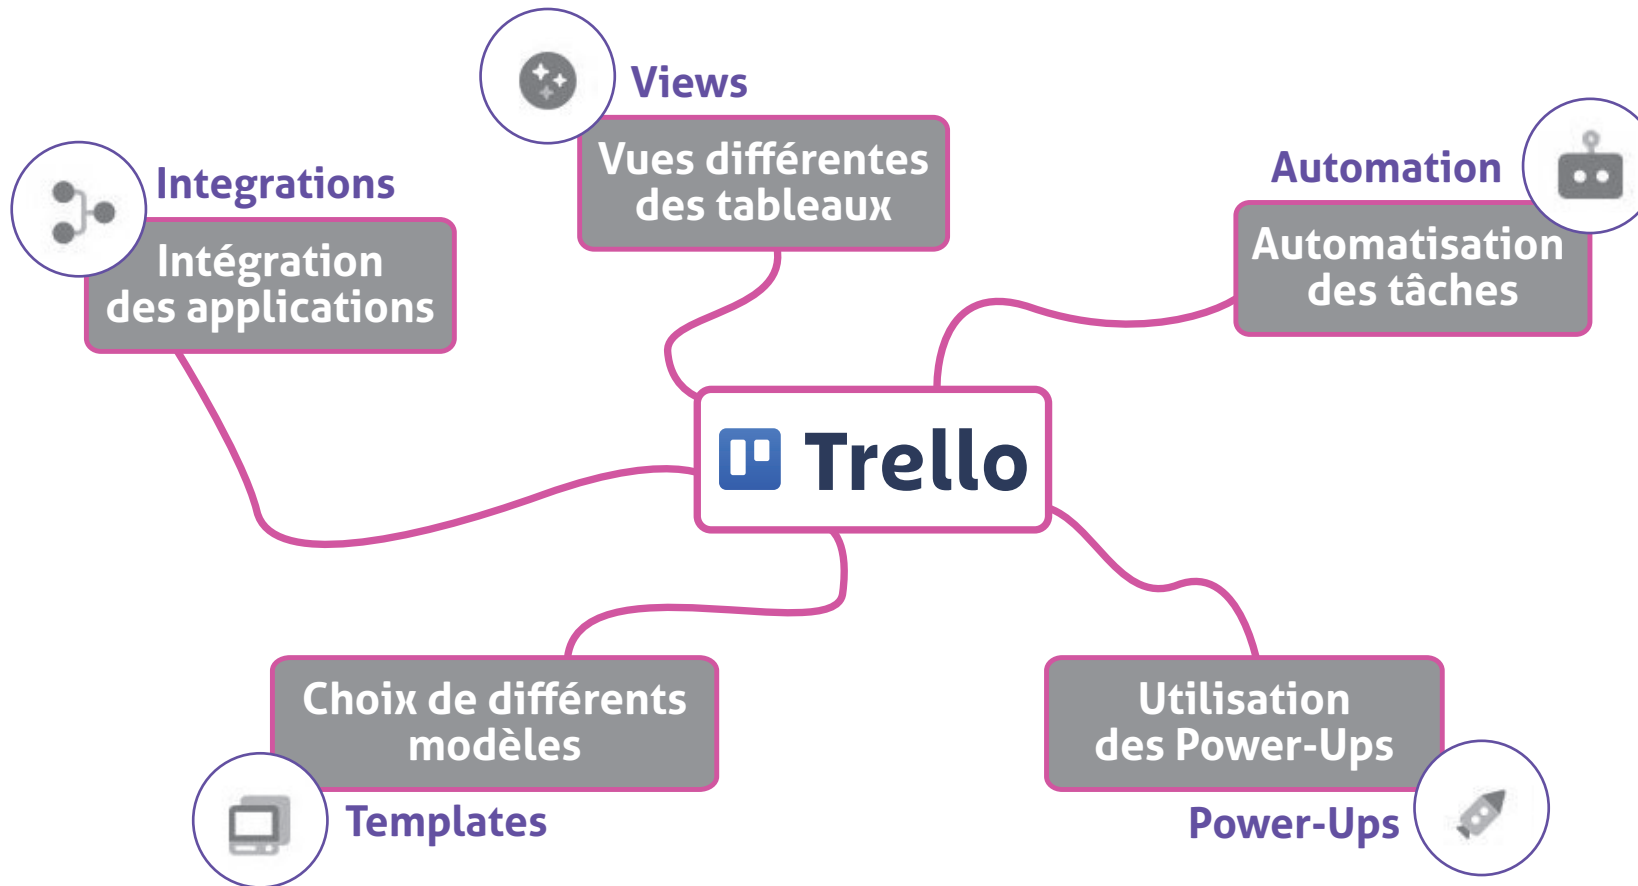 Views
Vues différentes
des tableaux
Integrations
Intégration
des applications
Automation
Automatisation
des tâches
Trello
Choix de différents
modèles
Templates
Utilisation
des Power-Ups
Power-Ups